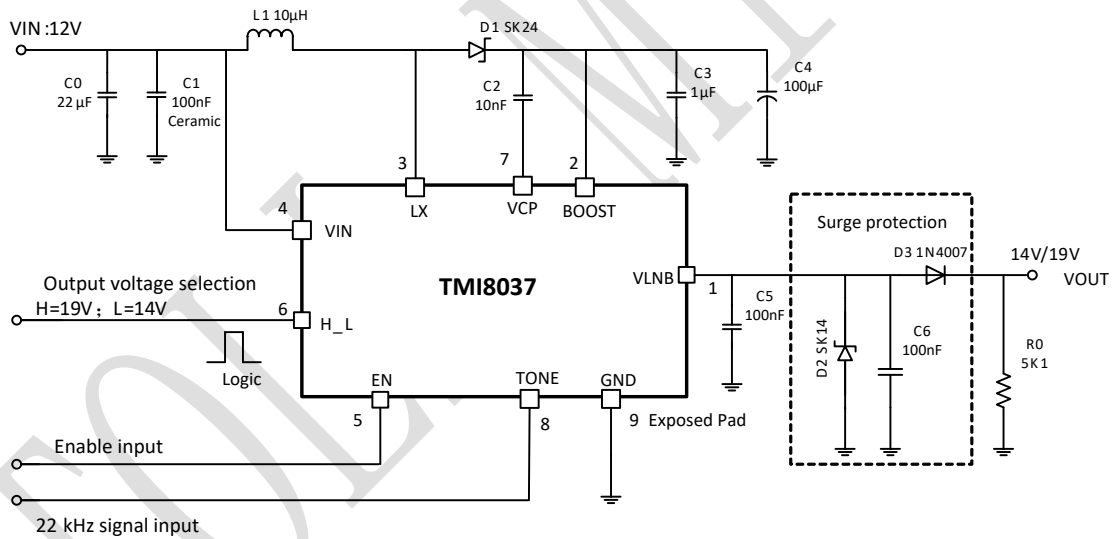 VIN :12V
L1 10μH
D1 SK24
C0
22 μF
C1
100nF
Ceramic
C2
10nF
C3
1μF
C4
100μF
3
7
2
4
LX
VCP
BOOST
VIN
Surge protection
Output voltage selection
H=19V； L=14V
6
H_L
TMI8037
VLNB
1
D3 1N4007
14V/19V
VOUT
C5
100nF
D2 SK14
C6
100nF
R0
5K1
Logic
EN
TONE
GND
5
8
9 Exposed Pad
Enable input
22 kHz signal input